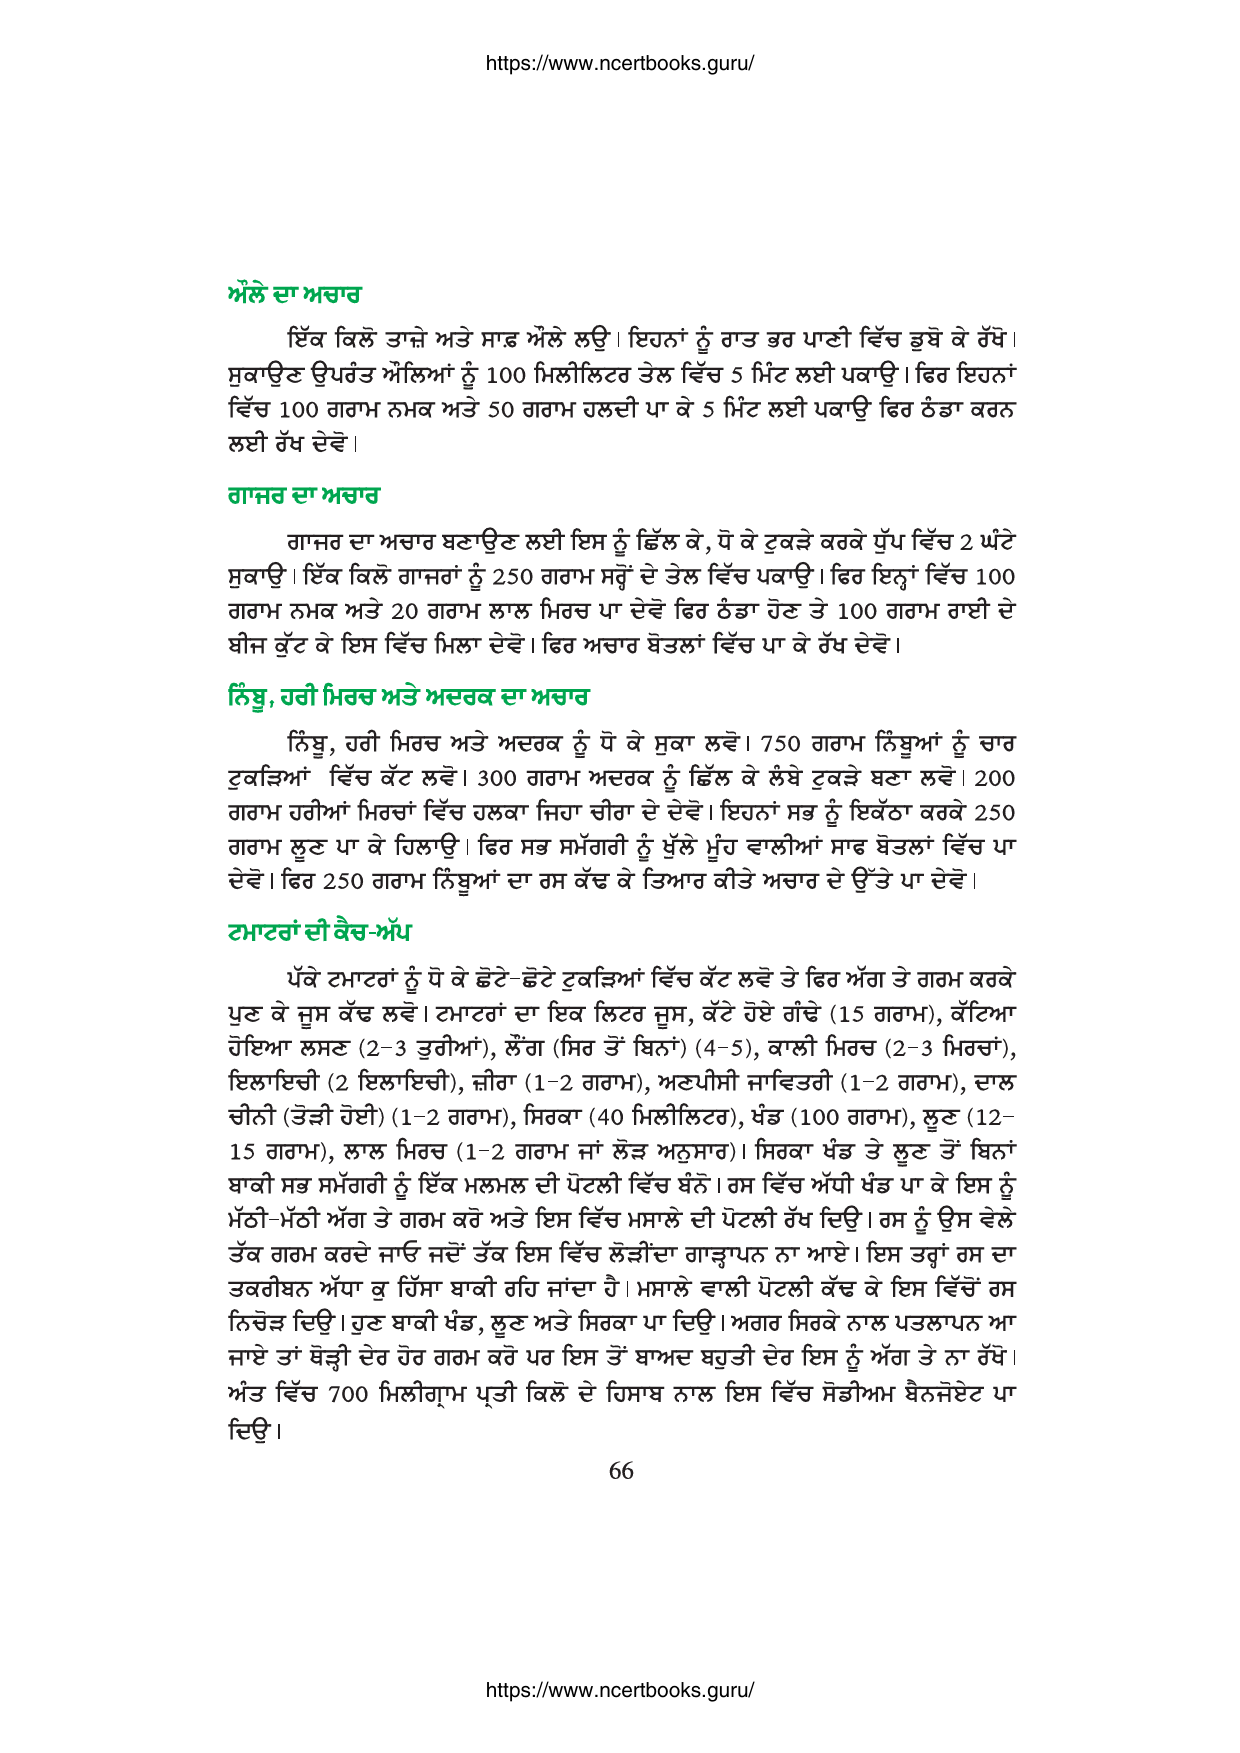 https://www.ncertbooks.guru/
ਔਲੇ ਦਾ ਅਚਾਰ
ਇੱਕ ਕਿਲੋ ਤਾਜ਼ੇ ਅਤੇ ਸਾਫ਼ ਔਲੇ ਲਉ। ਇਹਨਾਂ ਨੂੰ ਰਾਤ ਭਰ ਪਾਣੀ ਵਿੱਚ ਡੁਬੋ ਕੇ ਰੱਖੋ।
ਸੁਕਾਉਣ ਉਪਰੰਤ ਔਲਿਆਂ ਨੂੰ 100 ਮਿਲੀਲਿਟਰ ਤੇਲ ਵਿੱਚ 5 ਮਿੰਟ ਲਈ ਪਕਾਉ। ਫਿਰ ਇਹਨਾਂ
ਵਿੱਚ 100 ਗਰਾਮ ਨਮਕ ਅਤੇ 50 ਗਰਾਮ ਹਲਦੀ ਪਾ ਕੇ 5 ਮਿੰਟ ਲਈ ਪਕਾਉ ਫਿਰ ਠੰਡਾ ਕਰਨ
ਲਈ ਰੱਖ ਦੇਵੋ।
ਗਾਜਰ ਦਾ ਅਚਾਰ
ਗਾਜਰ ਦਾ ਅਚਾਰ ਬਣਾਉਣ ਲਈ ਇਸ ਨੂੰ ਛਿੱਲ ਕੇ, ਧੋ ਕੇ ਟੁਕੜੇ ਕਰਕੇ ਧੁੱਪ ਵਿੱਚ 2 ਘੰਟੇ
ਸੁਕਾਉ। ਇੱਕ ਕਿਲੋ ਗਾਜਰਾਂ ਨੂੰ 250 ਗਰਾਮ ਸਰ੍ਹੋਂ ਦੇ ਤੇਲ ਵਿੱਚ ਪਕਾਉ। ਫਿਰ ਇਨ੍ਹਾਂ ਵਿੱਚ 100
ਗਰਾਮ ਨਮਕ ਅਤੇ 20 ਗਰਾਮ ਲਾਲ ਮਿਰਚ ਪਾ ਦੇਵੋ ਫਿਰ ਠੰਡਾ ਹੋਣ ਤੇ 100 ਗਰਾਮ ਰਾਈ ਦੇ
ਬੀਜ ਕੁੱਟ ਕੇ ਇਸ ਵਿੱਚ ਮਿਲਾ ਦੇਵੋ। ਫਿਰ ਅਚਾਰ ਬੋਤਲਾਂ ਵਿੱਚ ਪਾ ਕੇ ਰੱਖ ਦੇਵੋ।
ਨਿੰਬੂ, ਹਰੀ ਮਿਰਚ ਅਤੇ ਅਦਰਕ ਦਾ ਅਚਾਰ
ਨਿੰਬੂ, ਹਰੀ ਮਿਰਚ ਅਤੇ ਅਦਰਕ ਨੂੰ ਧੋ ਕੇ ਸੁਕਾ ਲਵੋ। 750 ਗਰਾਮ ਨਿੰਬੂਆਂ ਨੂੰ ਚਾਰ
ਟੁਕੜਿਆਂ ਵਿੱਚ ਕੱਟ ਲਵੋ। 300 ਗਰਾਮ ਅਦਰਕ ਨੂੰ ਛਿੱਲ ਕੇ ਲੰਬੇ ਟੁਕੜੇ ਬਣਾ ਲਵੋ। 200
ਗਰਾਮ ਹਰੀਆਂ ਮਿਰਚਾਂ ਵਿੱਚ ਹਲਕਾ ਜਿਹਾ ਚੀਰਾ ਦੇ ਦੇਵੋ। ਇਹਨਾਂ ਸਭ ਨੂੰ ਇਕੱਠਾ ਕਰਕੇ 250
ਗਰਾਮ ਲੂਣ ਪਾ ਕੇ ਹਿਲਾਉ। ਫਿਰ ਸਭ ਸਮੱਗਰੀ ਨੂੰ ਖੁੱਲੇ ਮੂੰਹ ਵਾਲੀਆਂ ਸਾਫ ਬੋਤਲਾਂ ਵਿੱਚ ਪਾ
ਦੇਵੋ। ਫਿਰ 250 ਗਰਾਮ ਨਿੰਬੂਆਂ ਦਾ ਰਸ ਕੱਢ ਕੇ ਤਿਆਰ ਕੀਤੇ ਅਚਾਰ ਦੇ ਉੱਤੇ ਪਾ ਦੇਵੋ।
ਟਮਾਟਰਾਂ ਦੀ ਕੈਚ-ਅੱਪ
ਪੱਕੇ ਟਮਾਟਰਾਂ ਨੂੰ ਧੋ ਕੇ ਛੋਟੇ-ਛੋਟੇ ਟੁਕੜਿਆਂ ਵਿੱਚ ਕੱਟ ਲਵੋ ਤੇ ਫਿਰ ਅੱਗ ਤੇ ਗਰਮ ਕਰਕੇ
ਪੁਣ ਕੇ ਜੂਸ ਕੱਢ ਲਵੋ। ਟਮਾਟਰਾਂ ਦਾ ਇਕ ਲਿਟਰ ਜੂਸ, ਕੱਟੇ ਹੋਏ ਗੰਢੇ (15 ਗਰਾਮ), ਕੱਟਿਆ
ਹੋਇਆ ਲਸਣ (2-3 ਤੁਰੀਆਂ), ਲੌਂਗ (ਸਿਰ ਤੋਂ ਬਿਨਾਂ) (4-5), ਕਾਲੀ ਮਿਰਚ (2-3 ਮਿਰਚਾਂ),
ਇਲਾਇਚੀ (2 ਇਲਾਇਚੀ), ਜ਼ੀਰਾ (1-2 ਗਰਾਮ), ਅਣਪੀਸੀ ਜਾਵਿਤਰੀ (1-2 ਗਰਾਮ), ਦਾਲ
ਚੀਨੀ (ਤੋੜੀ ਹੋਈ) (1-2 ਗਰਾਮ), ਸਿਰਕਾ (40 ਮਿਲੀਲਿਟਰ), ਖੰਡ (100 ਗਰਾਮ), ਲੂਣ (12-
15 ਗਰਾਮ), ਲਾਲ ਮਿਰਚ (1-2 ਗਰਾਮ ਜਾਂ ਲੋੜ ਅਨੁਸਾਰ)। ਸਿਰਕਾ ਖੰਡ ਤੇ ਲੂਣ ਤੋਂ ਬਿਨਾਂ
ਬਾਕੀ ਸਭ ਸਮੱਗਰੀ ਨੂੰ ਇੱਕ ਮਲਮਲ ਦੀ ਪੋਟਲੀ ਵਿੱਚ ਬੰਨੋ। ਰਸ ਵਿੱਚ ਅੱਧੀ ਖੰਡ ਪਾ ਕੇ ਇਸ ਨੂੰ
ਮੱਠੀ-ਮੱਠੀ ਅੱਗ ਤੇ ਗਰਮ ਕਰੋ ਅਤੇ ਇਸ ਵਿੱਚ ਮਸਾਲੇ ਦੀ ਪੋਟਲੀ ਰੱਖ ਦਿਉ। ਰਸ ਨੂੰ ਉਸ ਵੇਲੇ
ਤੱਕ ਗਰਮ ਕਰਦੇ ਜਾਓ ਜਦੋਂ ਤੱਕ ਇਸ ਵਿੱਚ ਲੋੜੀਂਦਾ ਗਾੜ੍ਹਾਪਨ ਨਾ ਆਏ। ਇਸ ਤਰ੍ਹਾਂ ਰਸ ਦਾ
ਤਕਰੀਬਨ ਅੱਧਾ ਕੁ ਹਿੱਸਾ ਬਾਕੀ ਰਹਿ ਜਾਂਦਾ ਹੈ। ਮਸਾਲੇ ਵਾਲੀ ਪੋਟਲੀ ਕੱਢ ਕੇ ਇਸ ਵਿੱਚੋਂ ਰਸ
ਨਿਚੋੜ ਦਿਉ। ਹੁਣ ਬਾਕੀ ਖੰਡ, ਲੂਣ ਅਤੇ ਸਿਰਕਾ ਪਾ ਦਿਉ। ਅਗਰ ਸਿਰਕੇ ਨਾਲ ਪਤਲਾਪਨ ਆ
ਜਾਏ ਤਾਂ ਥੋੜ੍ਹੀ ਦੇਰ ਹੋਰ ਗਰਮ ਕਰੋ ਪਰ ਇਸ ਤੋਂ ਬਾਅਦ ਬਹੁਤੀ ਦੇਰ ਇਸ ਨੂੰ ਅੱਗ ਤੇ ਨਾ ਰੱਖੋ।
ਅੰਤ ਵਿੱਚ 700 ਮਿਲੀਗ੍ਰਾਮ ਪ੍ਰਤੀ ਕਿਲੋ ਦੇ ਹਿਸਾਬ ਨਾਲ ਇਸ ਵਿੱਚ ਸੋਡੀਅਮ ਬੈਨਜੋਏਟ ਪਾ
ਦਿਉ।
66
https://www.ncertbooks.guru/